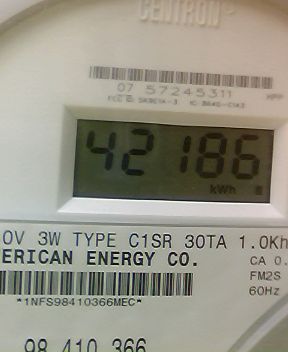 CENTRON®
07 57245311
42186
kWh
0V 3W TYPE C1SR 30TA 1.0Kh
ERICAN ENERGY CO.
CA 0.
FM2S
60Hz
*1NFS98410366MEC*
98 410 366